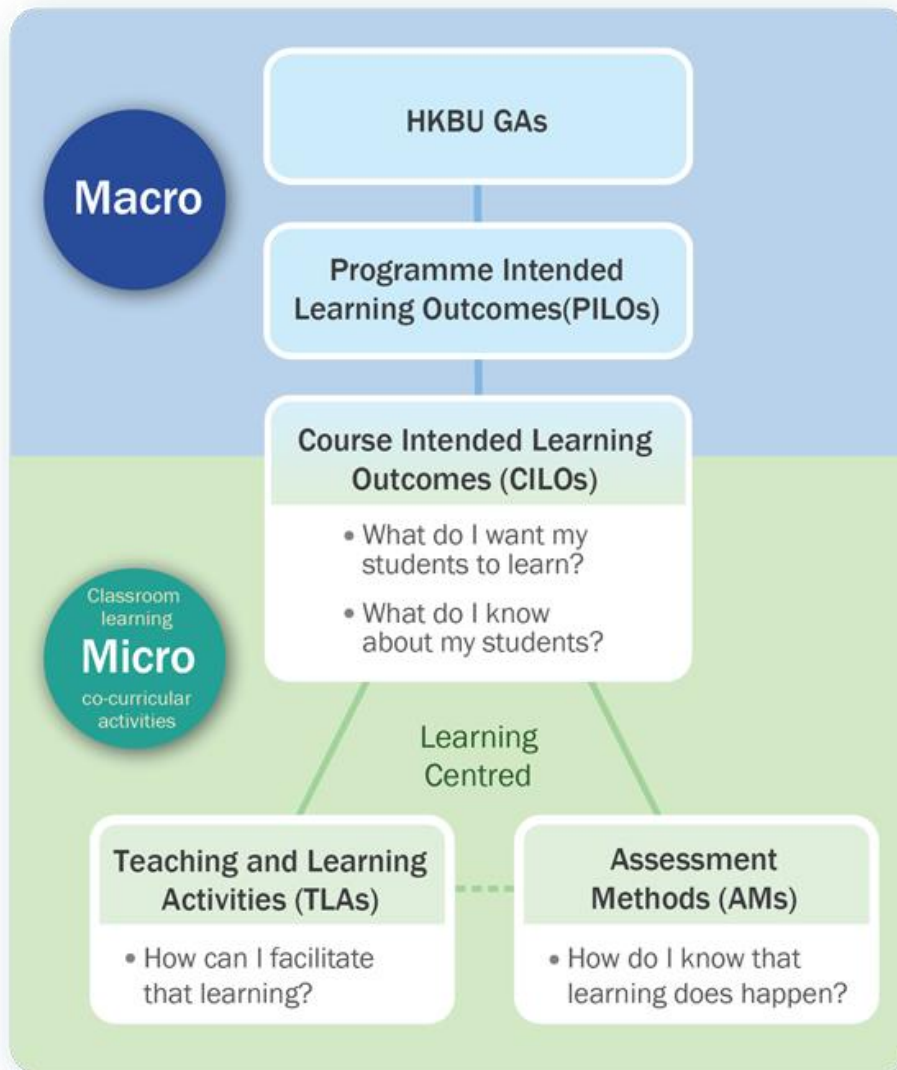 HKBU GAs
Macro
Programme Intended
Learning Outcomes(PILOs)
Course Intended Learning
Outcomes (CILOs)
• What do I want my
students to learn?
• What do I know
about my students?
Classroom
learning
Micro
co-curricular
activities
Learning
Centred
Teaching and Learning
Activities (TLAs)
• How can I facilitate
that learning?
Assessment
Methods (AMs)
• How do I know that
learning does happen?